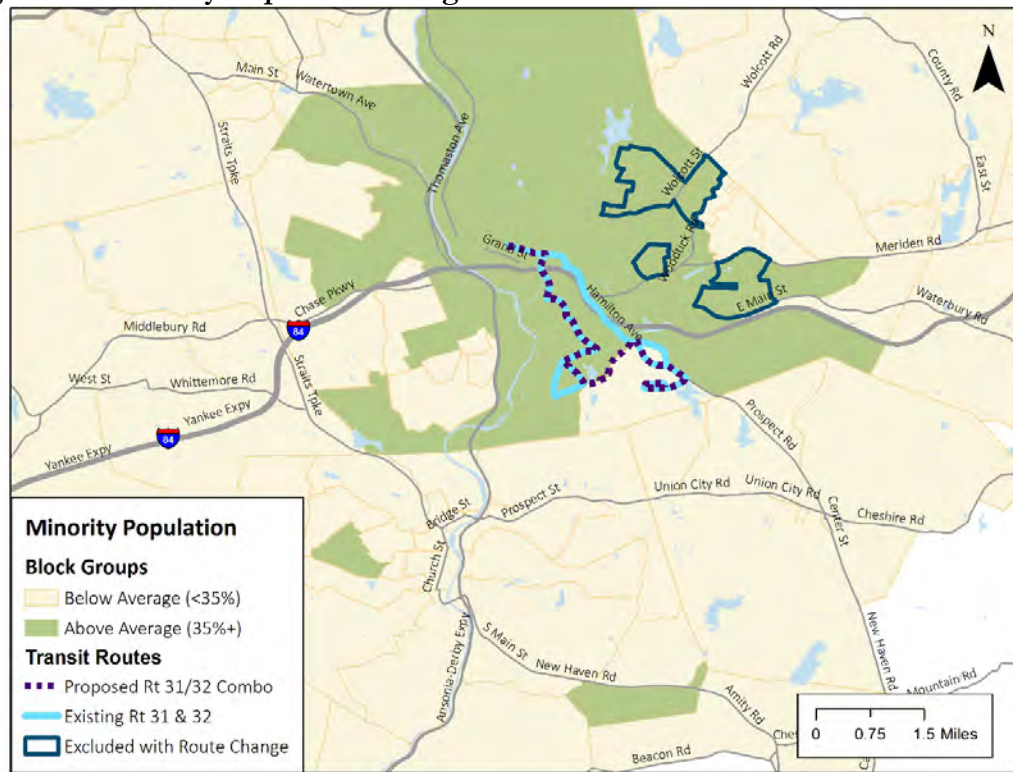 N
Wolcott Rd
County Rd
Main St
Watertown Ave
Straits Tpke
Thomaston Ave
East St
Wolcott St
Woodtick Rd
Meriden Rd
Grand St
Hamilton Ave
E Main St
Waterbury Rd
Chase Pkwy
Middlebury Rd
84
West St
Whittemore Rd
Straits Tpke
Yankee Expy
84
Yankee Expy
Prospect Rd
Union City Rd
Union City Rd
Prospect St
Bridge St
Cheshire Rd
Center St
Church St
Ansonia-Derby Expy
S Main St
New Haven Rd
New Haven Rd
Amity Rd
Mountain Rd
Beacon Rd
Minority Population
Block Groups
Below Average (<35%)
Above Average (35%+)
Transit Routes
Proposed Rt 31/32 Combo
Existing Rt 31 & 32
Excluded with Route Change
0 0.75 1.5 Miles